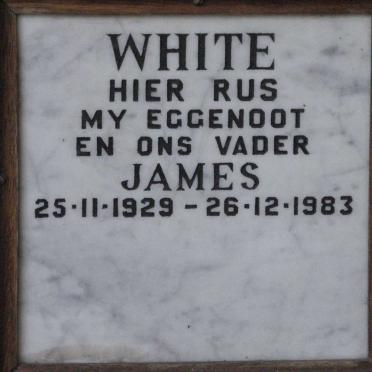 WHITE
HIER RUS
MY EGGENOOT
EN ONS VADER
JAMES
25·11·1929 – 26·12·1983